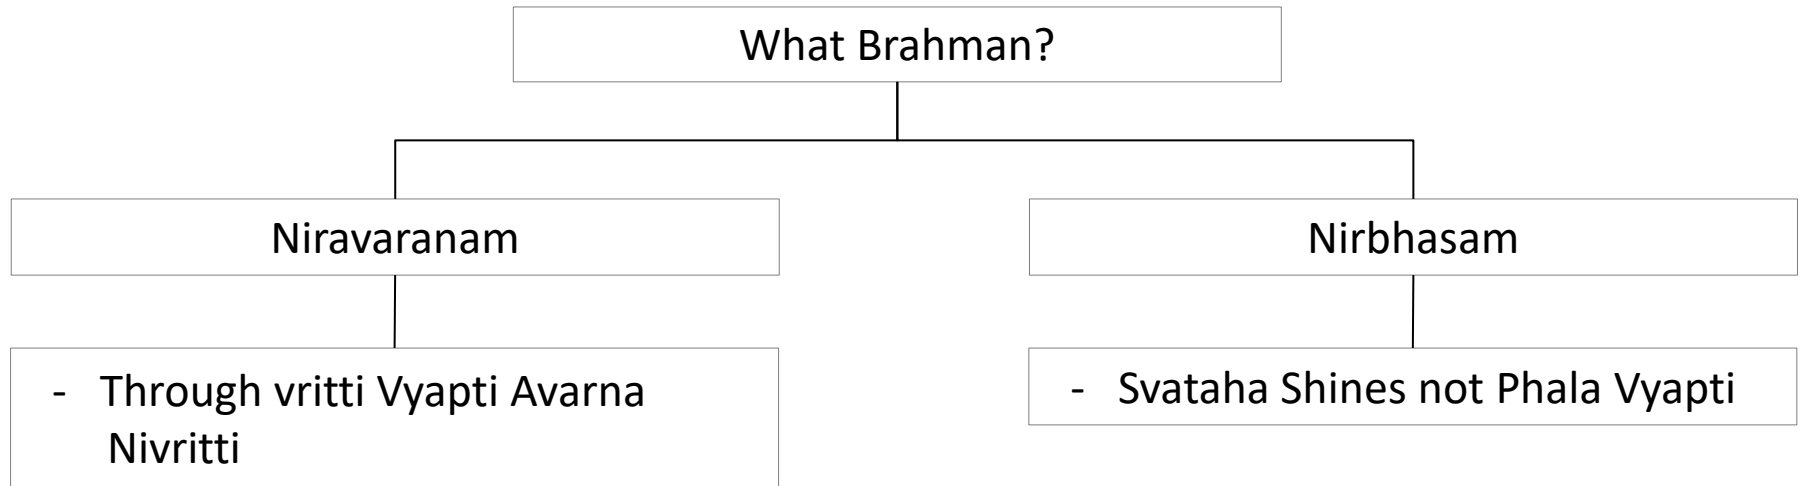 What Brahman?
Niravaranam
Nirbhasam
- Through vritti Vyapti Avarna
Nivritti
- Svataha Shines not Phala Vyapti